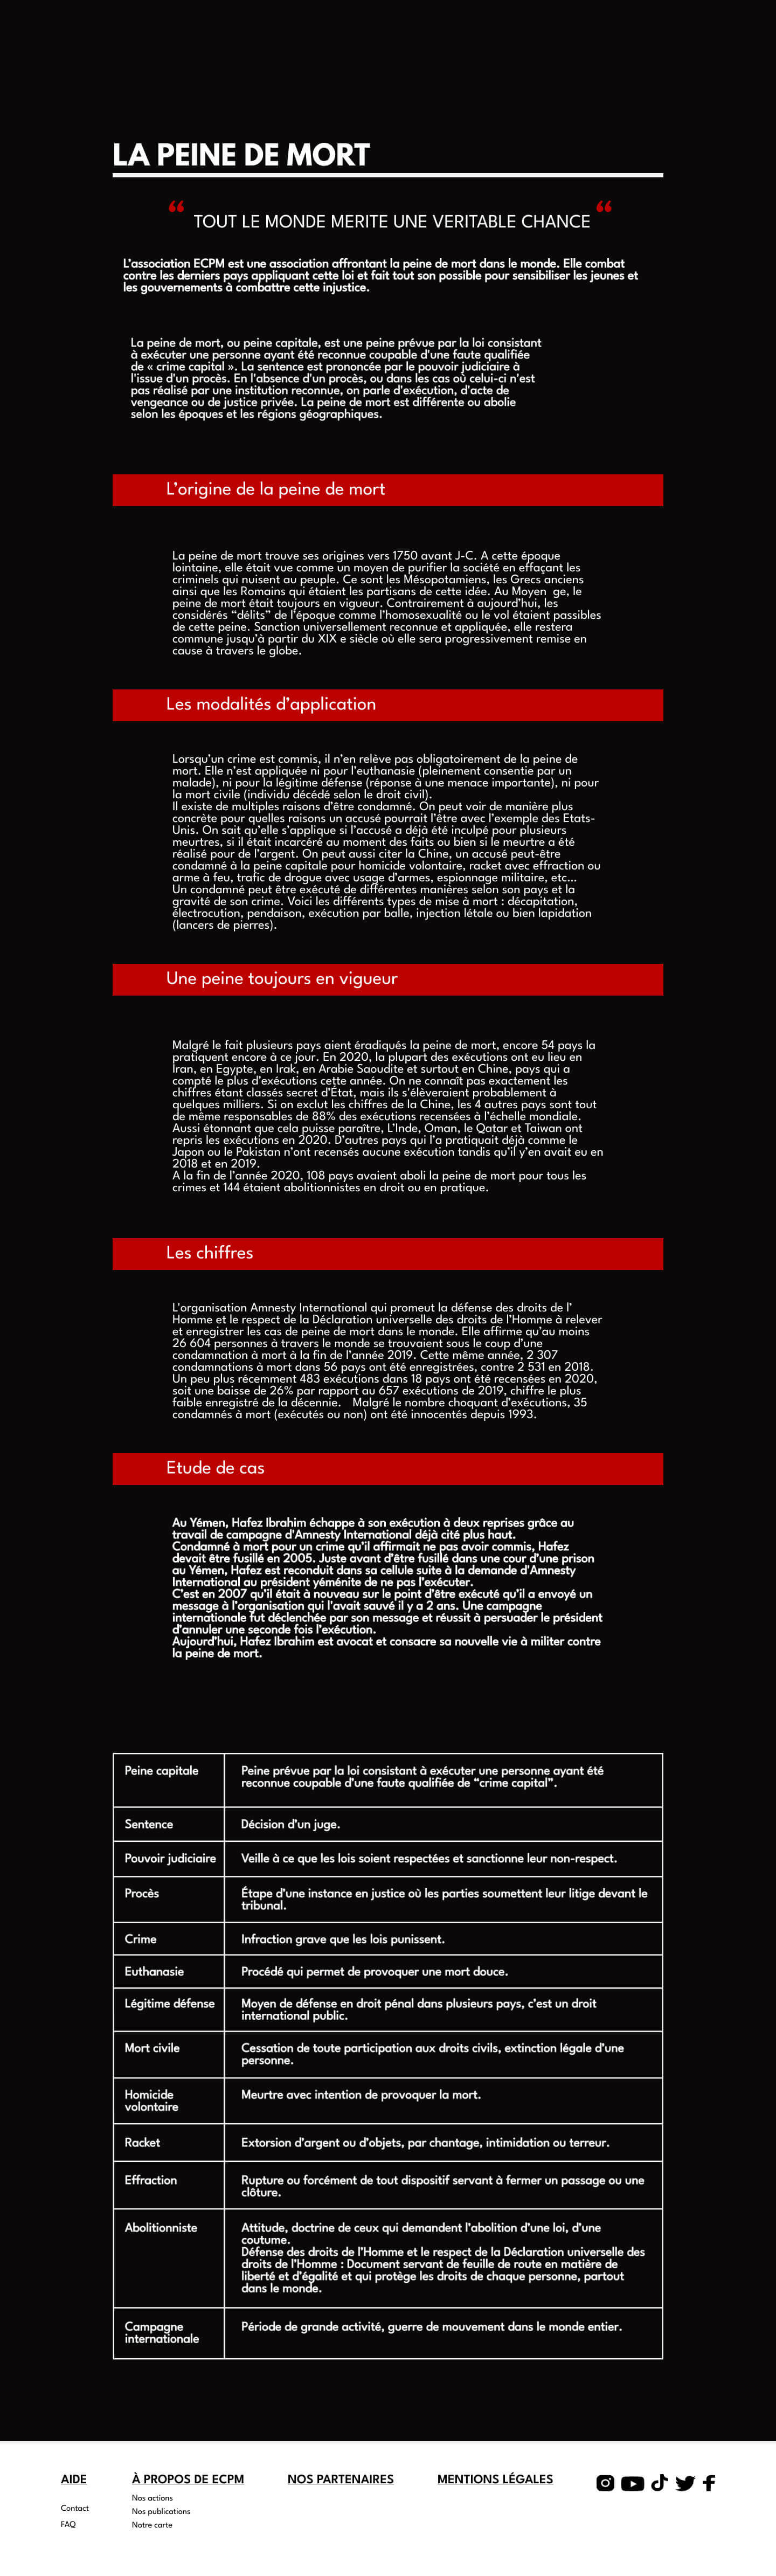 LA PEINE DE MORT
“ TOUT LE MONDE MERITE UNE VERITABLE CHANCE “
L’association ECPM est une association affrontant la peine de mort dans le monde. Elle combat
contre les derniers pays appliquant cette loi et fait tout son possible pour sensibiliser les jeunes et
les gouvernements à combattre cette injustice.
La peine de mort, ou peine capitale, est une peine prévue par la loi consistant
à exécuter une personne ayant été reconnue coupable d'une faute qualifiée
de « crime capital ». La sentence est prononcée par le pouvoir judiciaire à
l'issue d'un procès. En l'absence d'un procès, ou dans les cas où celui-ci n'est
pas réalisé par une institution reconnue, on parle d'exécution, d'acte de
vengeance ou de justice privée. La peine de mort est différente ou abolie
selon les époques et les régions géographiques.
L’origine de la peine de mort
La peine de mort trouve ses origines vers 1750 avant J-C. A cette époque
lointaine, elle était vue comme un moyen de purifier la société en effaçant les
criminels qui nuisent au peuple. Ce sont les Mésopotamiens, les Grecs anciens
ainsi que les Romains qui étaient les partisans de cette idée. Au Moyen  ge, le
peine de mort était toujours en vigueur. Contrairement à aujourd’hui, les
considérés “délits” de l’époque comme l’homosexualité ou le vol étaient passibles
de cette peine. Sanction universellement reconnue et appliquée, elle restera
commune jusqu’à partir du XIX e siècle où elle sera progressivement remise en
cause à travers le globe.
Les modalités d’application
Lorsqu’un crime est commis, il n’en relève pas obligatoirement de la peine de
mort. Elle n’est appliquée ni pour l’euthanasie (pleinement consentie par un
malade), ni pour la légitime défense (réponse à une menace importante), ni pour
la mort civile (individu décédé selon le droit civil).
Il existe de multiples raisons d’être condamné. On peut voir de manière plus
concrète pour quelles raisons un accusé pourrait l’être avec l’exemple des Etats-
Unis. On sait qu’elle s’applique si l’accusé a déjà été inculpé pour plusieurs
meurtres, si il était incarcéré au moment des faits ou bien si le meurtre a été
réalisé pour de l’argent. On peut aussi citer la Chine, un accusé peut-être
condamné à la peine capitale pour homicide volontaire, racket avec effraction ou
arme à feu, trafic de drogue avec usage d’armes, espionnage militaire, etc…
Un condamné peut être exécuté de différentes manières selon son pays et la
gravité de son crime. Voici les différents types de mise à mort : décapitation,
électrocution, pendaison, exécution par balle, injection létale ou bien lapidation
(lancers de pierres).
Une peine toujours en vigueur
Malgré le fait plusieurs pays aient éradiqués la peine de mort, encore 54 pays la
pratiquent encore à ce jour. En 2020, la plupart des exécutions ont eu lieu en
Iran, en Egypte, en Irak, en Arabie Saoudite et surtout en Chine, pays qui a
compté le plus d’exécutions cette année. On ne connaît pas exactement les
chiffres étant classés secret d’État, mais ils s'élèveraient probablement à
quelques milliers. Si on exclut les chiffres de la Chine, les 4 autres pays sont tout
de même responsables de 88% des exécutions recensées à l’échelle mondiale.
Aussi étonnant que cela puisse paraître, L’Inde, Oman, le Qatar et Taiwan ont
repris les exécutions en 2020. D’autres pays qui l’a pratiquait déjà comme le
Japon ou le Pakistan n’ont recensés aucune exécution tandis qu’il y’en avait eu en
2018 et en 2019.
A la fin de l’année 2020, 108 pays avaient aboli la peine de mort pour tous les
crimes et 144 étaient abolitionnistes en droit ou en pratique.
Les chiffres
L'organisation Amnesty International qui promeut la défense des droits de l’
Homme et le respect de la Déclaration universelle des droits de l’Homme à relever
et enregistrer les cas de peine de mort dans le monde. Elle affirme qu’au moins
26 604 personnes à travers le monde se trouvaient sous le coup d’une
condamnation à mort à la fin de l’année 2019. Cette même année, 2 307
condamnations à mort dans 56 pays ont été enregistrées, contre 2 531 en 2018.
Un peu plus récemment 483 exécutions dans 18 pays ont été recensées en 2020,
soit une baisse de 26% par rapport au 657 exécutions de 2019, chiffre le plus
faible enregistré de la décennie.   Malgré le nombre choquant d’exécutions, 35
condamnés à mort (exécutés ou non) ont été innocentés depuis 1993.
Etude de cas
Au Yémen, Hafez Ibrahim échappe à son exécution à deux reprises grâce au
travail de campagne d'Amnesty International déjà cité plus haut.
Condamné à mort pour un crime qu’il affirmait ne pas avoir commis, Hafez
devait être fusillé en 2005. Juste avant d’être fusillé dans une cour d’une prison
au Yémen, Hafez est reconduit dans sa cellule suite à la demande d'Amnesty
International au président yéménite de ne pas l’exécuter.
C’est en 2007 qu’il était à nouveau sur le point d’être exécuté qu’il a envoyé un
message à l’organisation qui l'avait sauvé il y a 2 ans. Une campagne
internationale fut déclenchée par son message et réussit à persuader le président
d’annuler une seconde fois l’exécution.
Aujourd’hui, Hafez Ibrahim est avocat et consacre sa nouvelle vie à militer contre
la peine de mort.
Peine capitale
Peine prévue par la loi consistant à exécuter une personne ayant été
reconnue coupable d’une faute qualifiée de “crime capital”.
Sentence
Décision d’un juge.
Pouvoir judiciaire
Veille à ce que les lois soient respectées et sanctionne leur non-respect.
Procès
Étape d’une instance en justice où les parties soumettent leur litige devant le
tribunal.
Crime
Infraction grave que les lois punissent.
Euthanasie
Procédé qui permet de provoquer une mort douce.
Légitime défense
Moyen de défense en droit pénal dans plusieurs pays, c’est un droit
international public.
Mort civile
Cessation de toute participation aux droits civils, extinction légale d’une
personne.
Homicide
volontaire
Meurtre avec intention de provoquer la mort.
Racket
Extorsion d’argent ou d’objets, par chantage, intimidation ou terreur.
Effraction
Rupture ou forcément de tout dispositif servant à fermer un passage ou une
clôture.
Abolitionniste
Attitude, doctrine de ceux qui demandent l’abolition d’une loi, d’une
coutume.
Défense des droits de l’Homme et le respect de la Déclaration universelle des
droits de l’Homme : Document servant de feuille de route en matière de
liberté et d’égalité et qui protège les droits de chaque personne, partout
dans le monde.
Campagne
internationale
Période de grande activité, guerre de mouvement dans le monde entier.
AIDE
Contact
FAQ
À PROPOS DE ECPM
Nos actions
Nos publications
Notre carte
NOS PARTENAIRES
MENTIONS LÉGALES